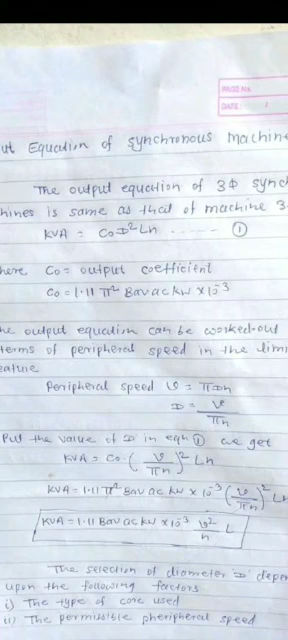 PAGE No.
DATE: 1
ut Equation of synchronous machine
The output equation of 3Φ sync
hines is same as that of machine 3
KVA = Co D² Ln ----- ①
here Co = output coefficient
Co = 1.11 π² Bav ac kw × 10⁻³
he output equation can be worked-out
terms of peripheral speed in the lim
eature
Peripheral speed υ = πDn
D = υ/πn
Put the value of D in eqn ① we get
KVA = Co · (υ/πn)² Ln
KVA = 1.11 π² Bav ac kw × 10⁻³ (υ/πn)² Ln
KVA = 1.11 Bav ac kw × 10⁻³ υ²/n L
The selection of diameter 'D' depen
upon the following factors
i) The type of core used
ii) The permissible pheripheral speed